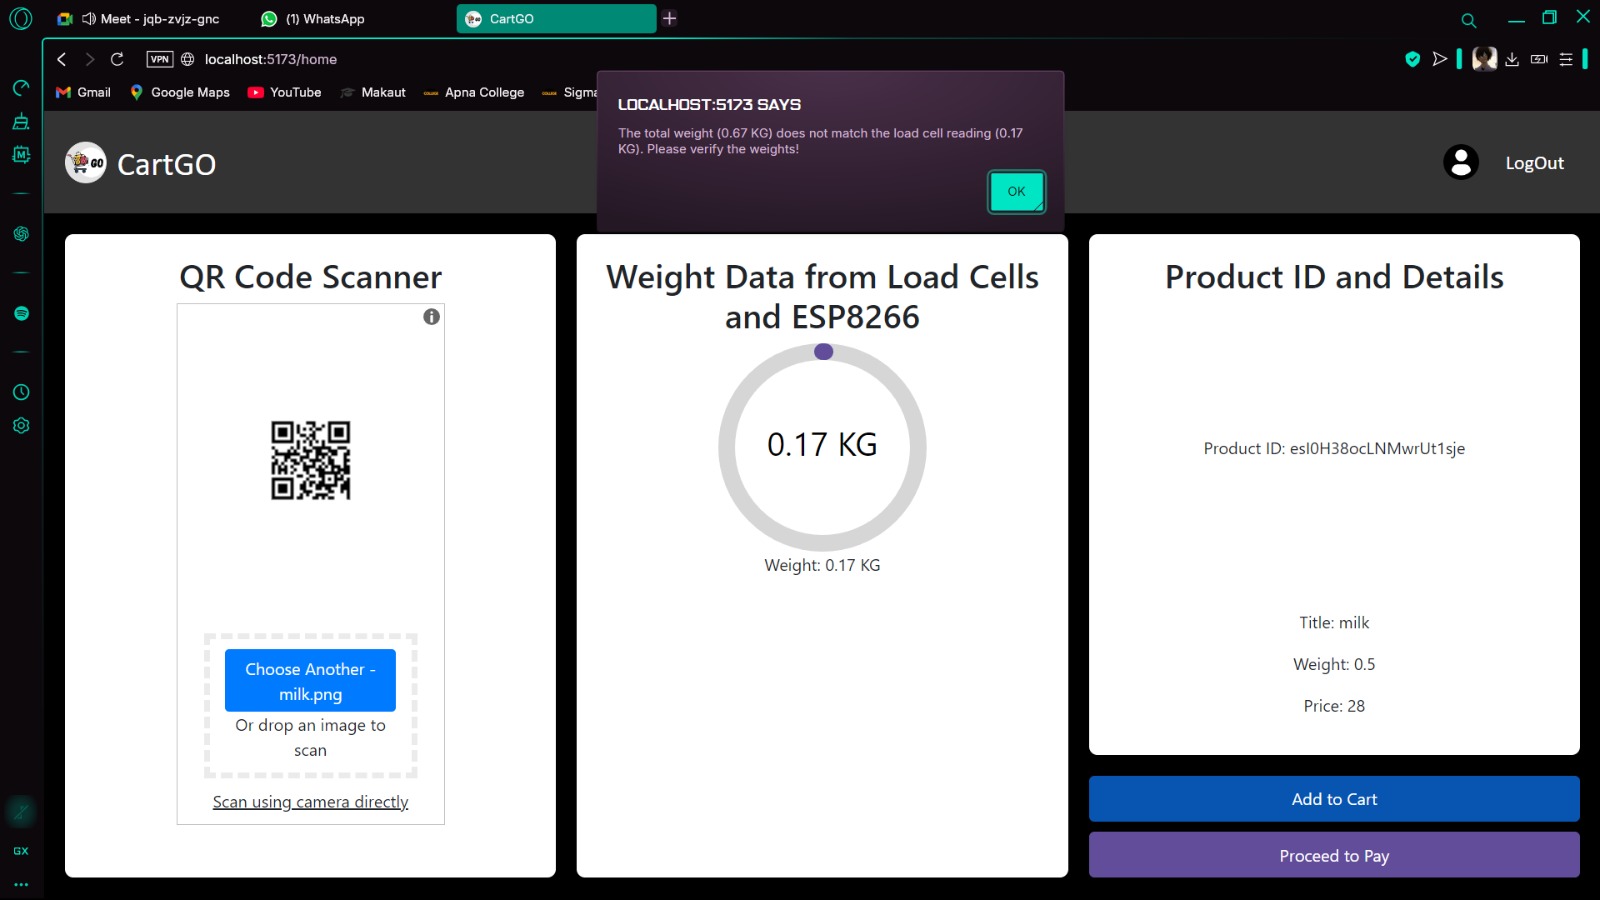 Meet - jqb-zvjz-gnc
(1) WhatsApp
CartGO
VPN
localhost:5173/home
Gmail
Google Maps
YouTube
Makaut
Apna College
Sigma
LOCALHOST:5173 SAYS
The total weight (0.67 KG) does not match the load cell reading (0.17
KG). Please verify the weights!
OK
GO
CartGO
LogOut
QR Code Scanner
Choose Another -
milk.png
Or drop an image to
scan
Scan using camera directly
Weight Data from Load Cells
and ESP8266
0.17 KG
Weight: 0.17 KG
Product ID and Details
Product ID: esI0H38ocLNMwrUt1sje
Title: milk
Weight: 0.5
Price: 28
Add to Cart
Proceed to Pay
GX